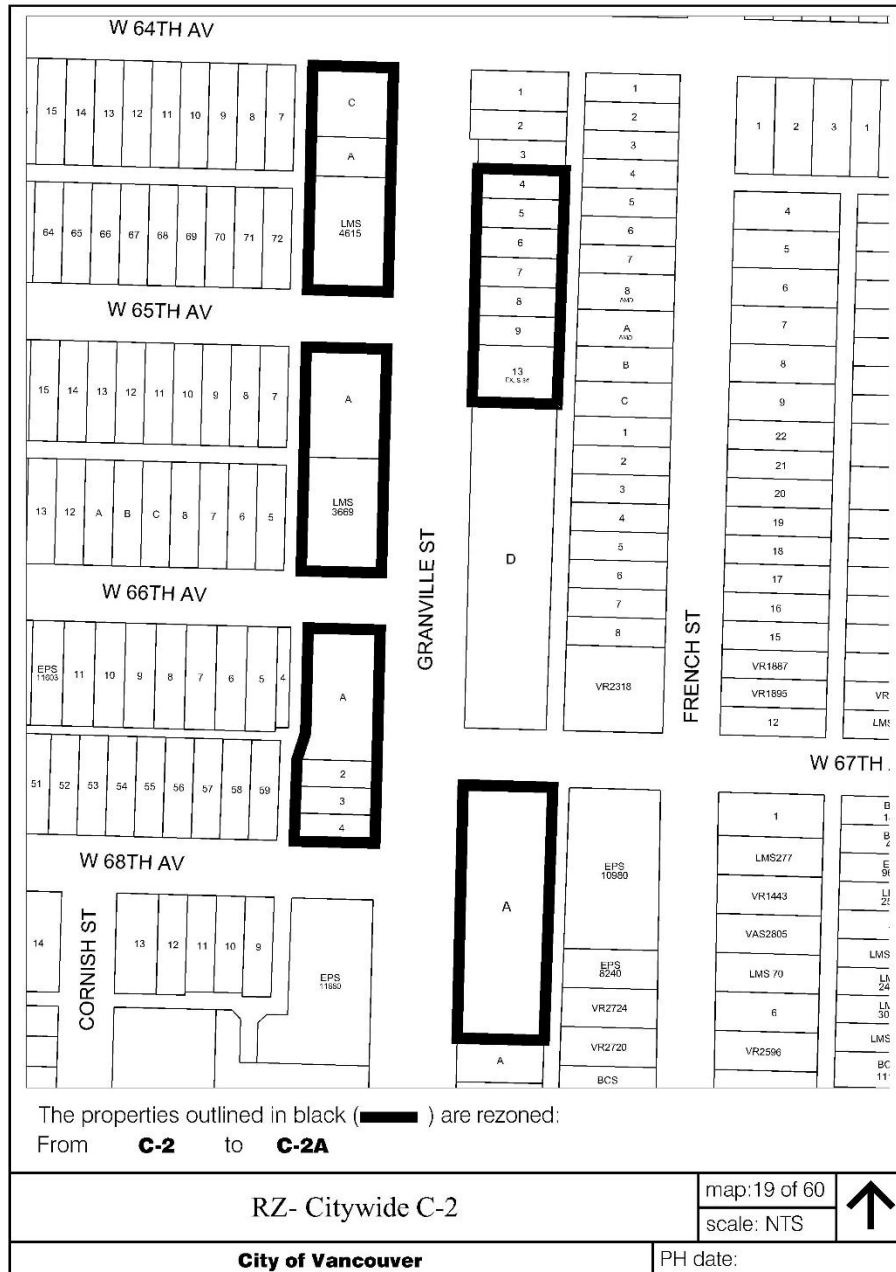 W 64TH AV
15 14 13 12 11 10 9 8 7
C
A
LMS
4615
64 65 66 67 68 69 70 71 72
W 65TH AV
15 14 13 12 11 10 9 8 7
A
LMS
3669
13 12 A B C 8 7 6 5
W 66TH AV
EPS
11603
11 10 9 8 7 6 5 4
A
2
3
4
51 52 53 54 55 56 57 58 59
W 68TH AV
14
CORNISH ST
13 12 11 10 9
EPS
11660
GRANVILLE ST
1
2
3
4
5
6
7
8
9
13
D
A
A
1
2
3
4
5
6
7
8
AMD
A
AMD
B
C
1
2
3
4
5
6
7
8
VR2318
EPS
10980
EPS
8240
VR2724
VR2720
BCS
FRENCH ST
1 2 3 1
4
5
6
7
8
9
22
21
20
19
18
17
16
15
VR1887
VR1895
12
VR
LMS
W 67TH
1
LMS277
VR1443
VAS2805
LMS 70
6
VR2596
LMS
LMS
The properties outlined in black ( ) are rezoned:
From C-2 to C-2A
RZ- Citywide C-2
map:19 of 60
scale: NTS
City of Vancouver
PH date: